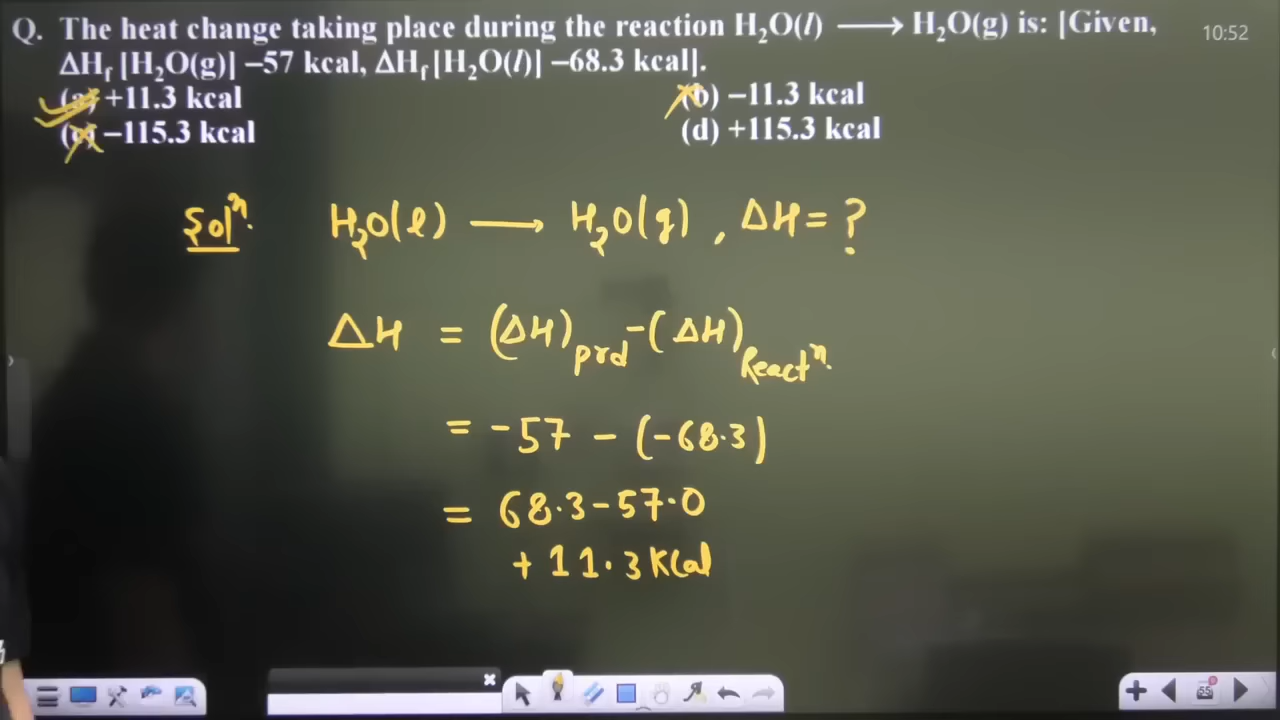 Q. The heat change taking place during the reaction H₂O(l) ⟶ H₂O(g) is: [Given,
10:52
ΔHf [H₂O(g)] –57 kcal, ΔHf [H₂O(l)] –68.3 kcal].
(a) +11.3 kcal
(b) –11.3 kcal
(c) –115.3 kcal
(d) +115.3 kcal
Solⁿ. H₂O(l) ⟶ H₂O(g), ΔH = ?
ΔH = (ΔH)prd - (ΔH)Reactⁿ.
= -57 - (-68.3)
= 68.3 - 57.0
+ 11.3 Kcal
55